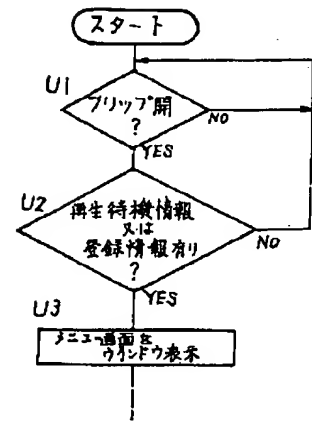 スタート
U1
フリップ開
?
NO
YES
U2
再生待機情報
又は
登録情報有り
?
NO
YES
U3
メニュー画面を
ウインドウ表示